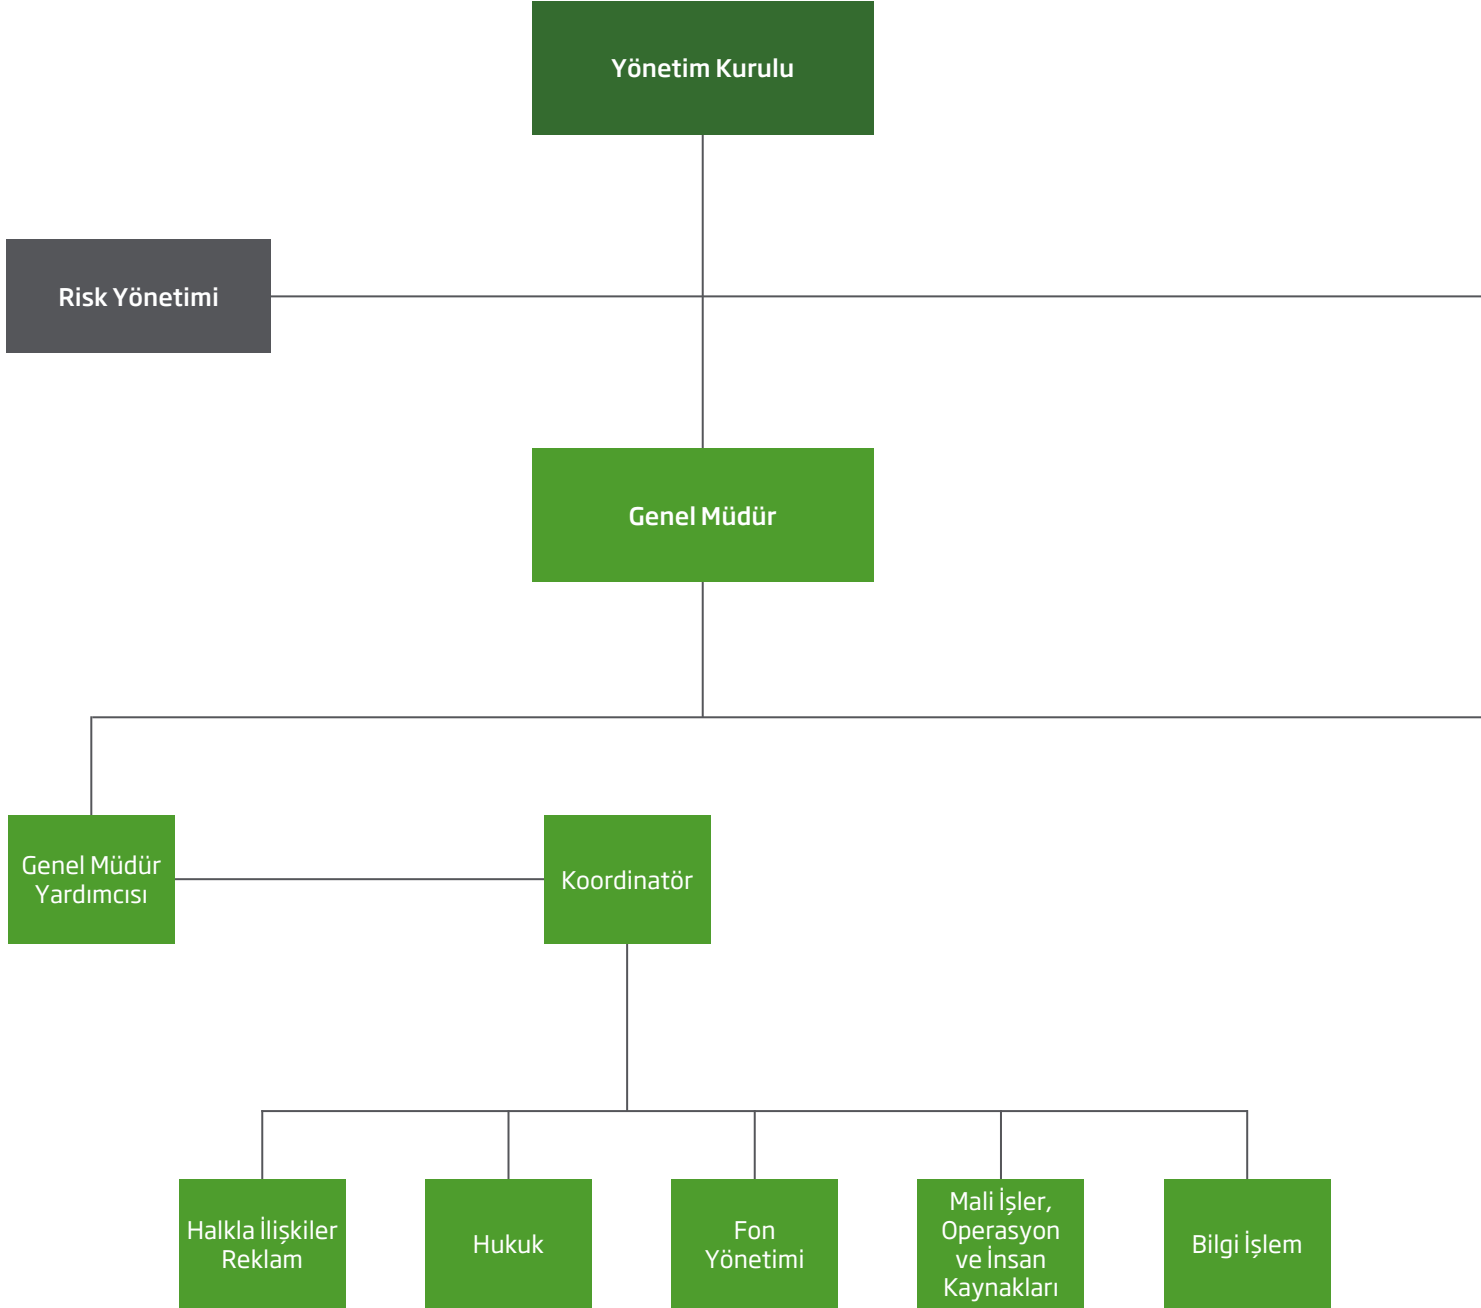 Yönetim Kurulu
Risk Yönetimi
Genel Müdür
Genel Müdür
Yardımcısı
Koordinatör
Halkla İlişkiler
Reklam
Hukuk
Fon
Yönetimi
Mali İşler,
Operasyon
ve İnsan
Kaynakları
Bilgi İşlem